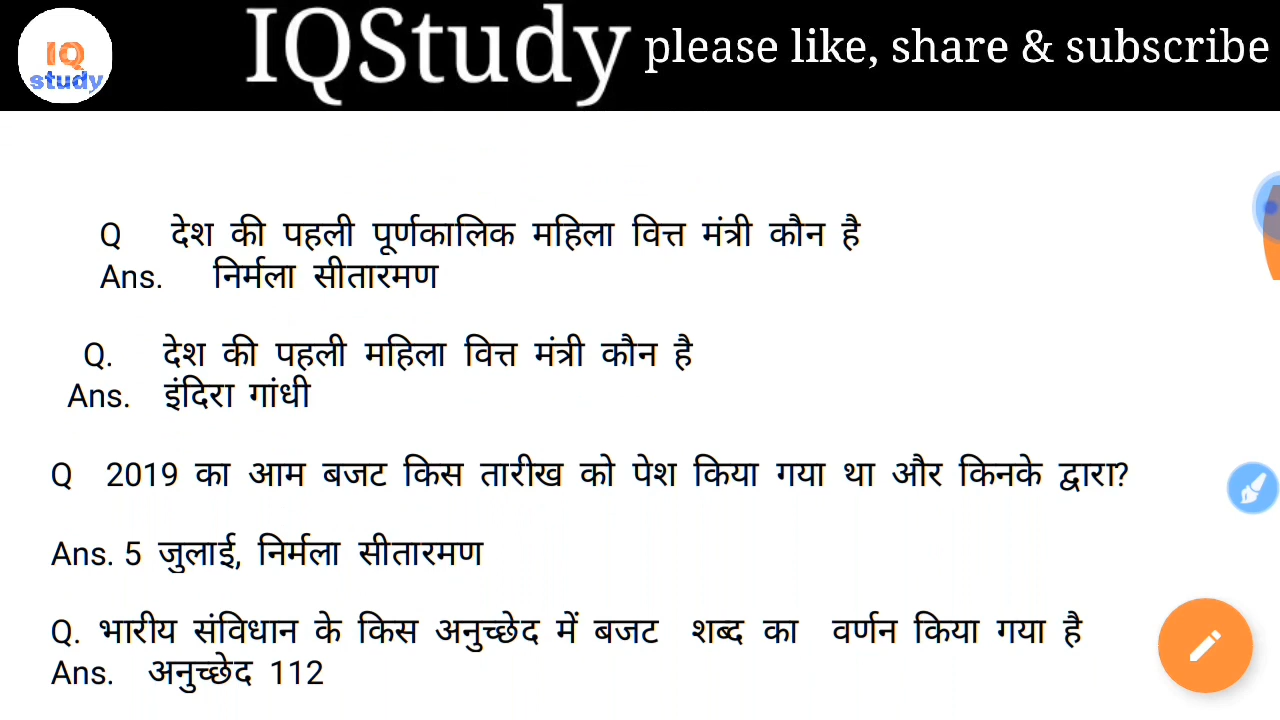 IQ
study
IQStudy please like, share & subscribe
Q देश की पहली पूर्णकालिक महिला वित्त मंत्री कौन है
Ans. निर्मला सीतारमण
Q. देश की पहली महिला वित्त मंत्री कौन है
Ans. इंदिरा गांधी
Q 2019 का आम बजट किस तारीख को पेश किया गया था और किनके द्वारा?
Ans. 5 जुलाई, निर्मला सीतारमण
Q. भारीय संविधान के किस अनुच्छेद में बजट शब्द का वर्णन किया गया है
Ans. अनुच्छेद 112